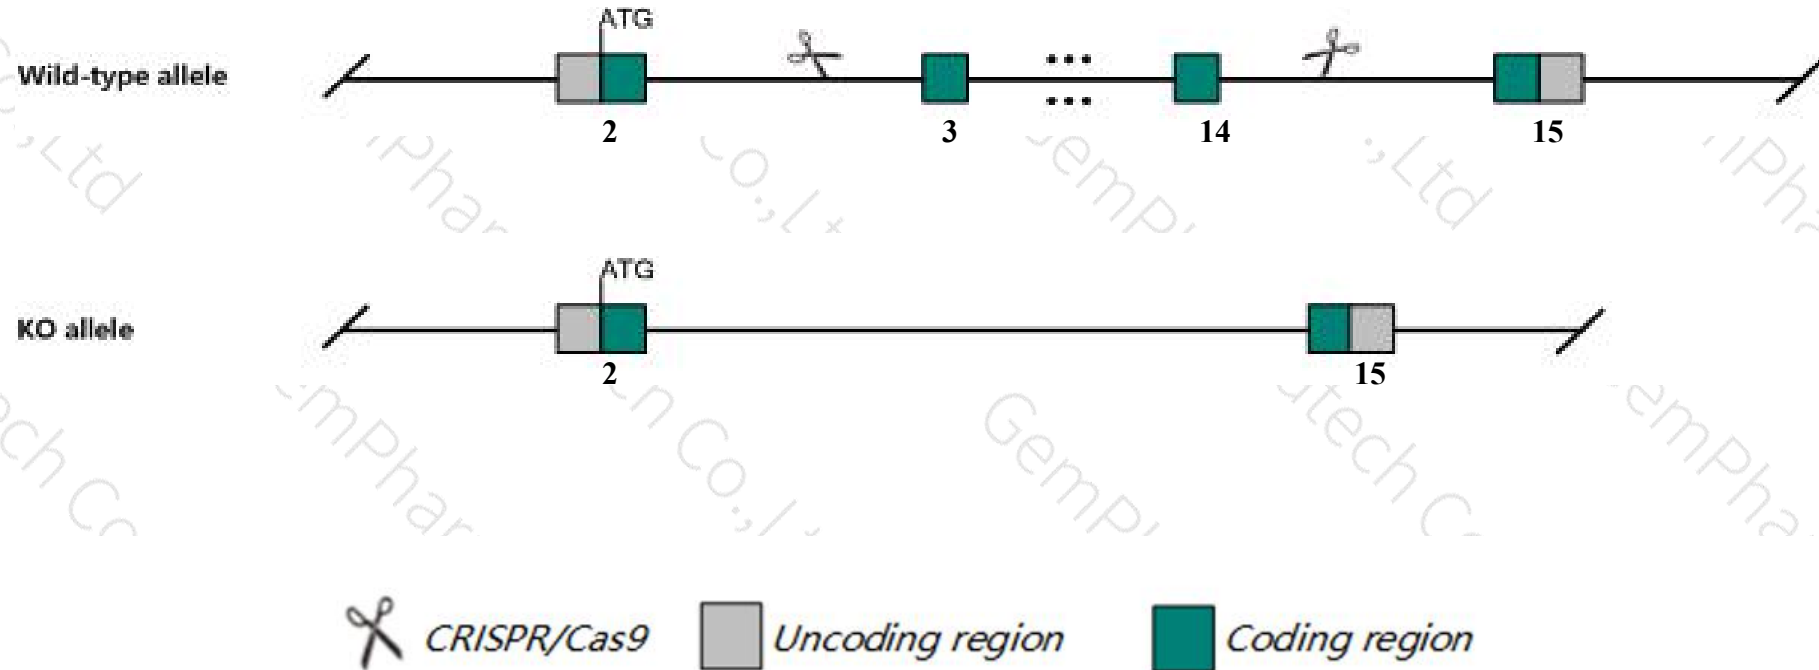 ATG
Wild-type allele
... 
...
2 3 14 15
ATG
KO allele
2 15
CRISPR/Cas9 Uncoding region Coding region